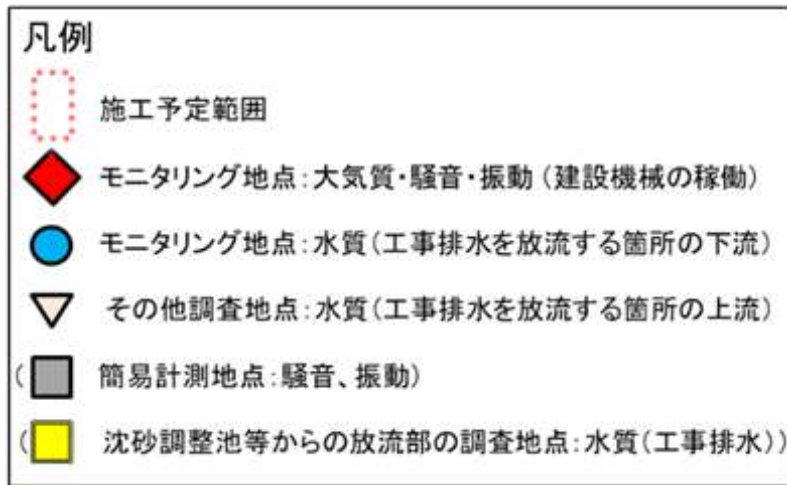 凡例
施工予定範囲
モニタリング地点：大気質・騒音・振動（建設機械の稼働）
モニタリング地点：水質（工事排水を放流する箇所の下流）
その他調査地点：水質（工事排水を放流する箇所の上流）
（ 簡易計測地点：騒音、振動）
（ 沈砂調整池等からの放流部の調査地点：水質（工事排水））